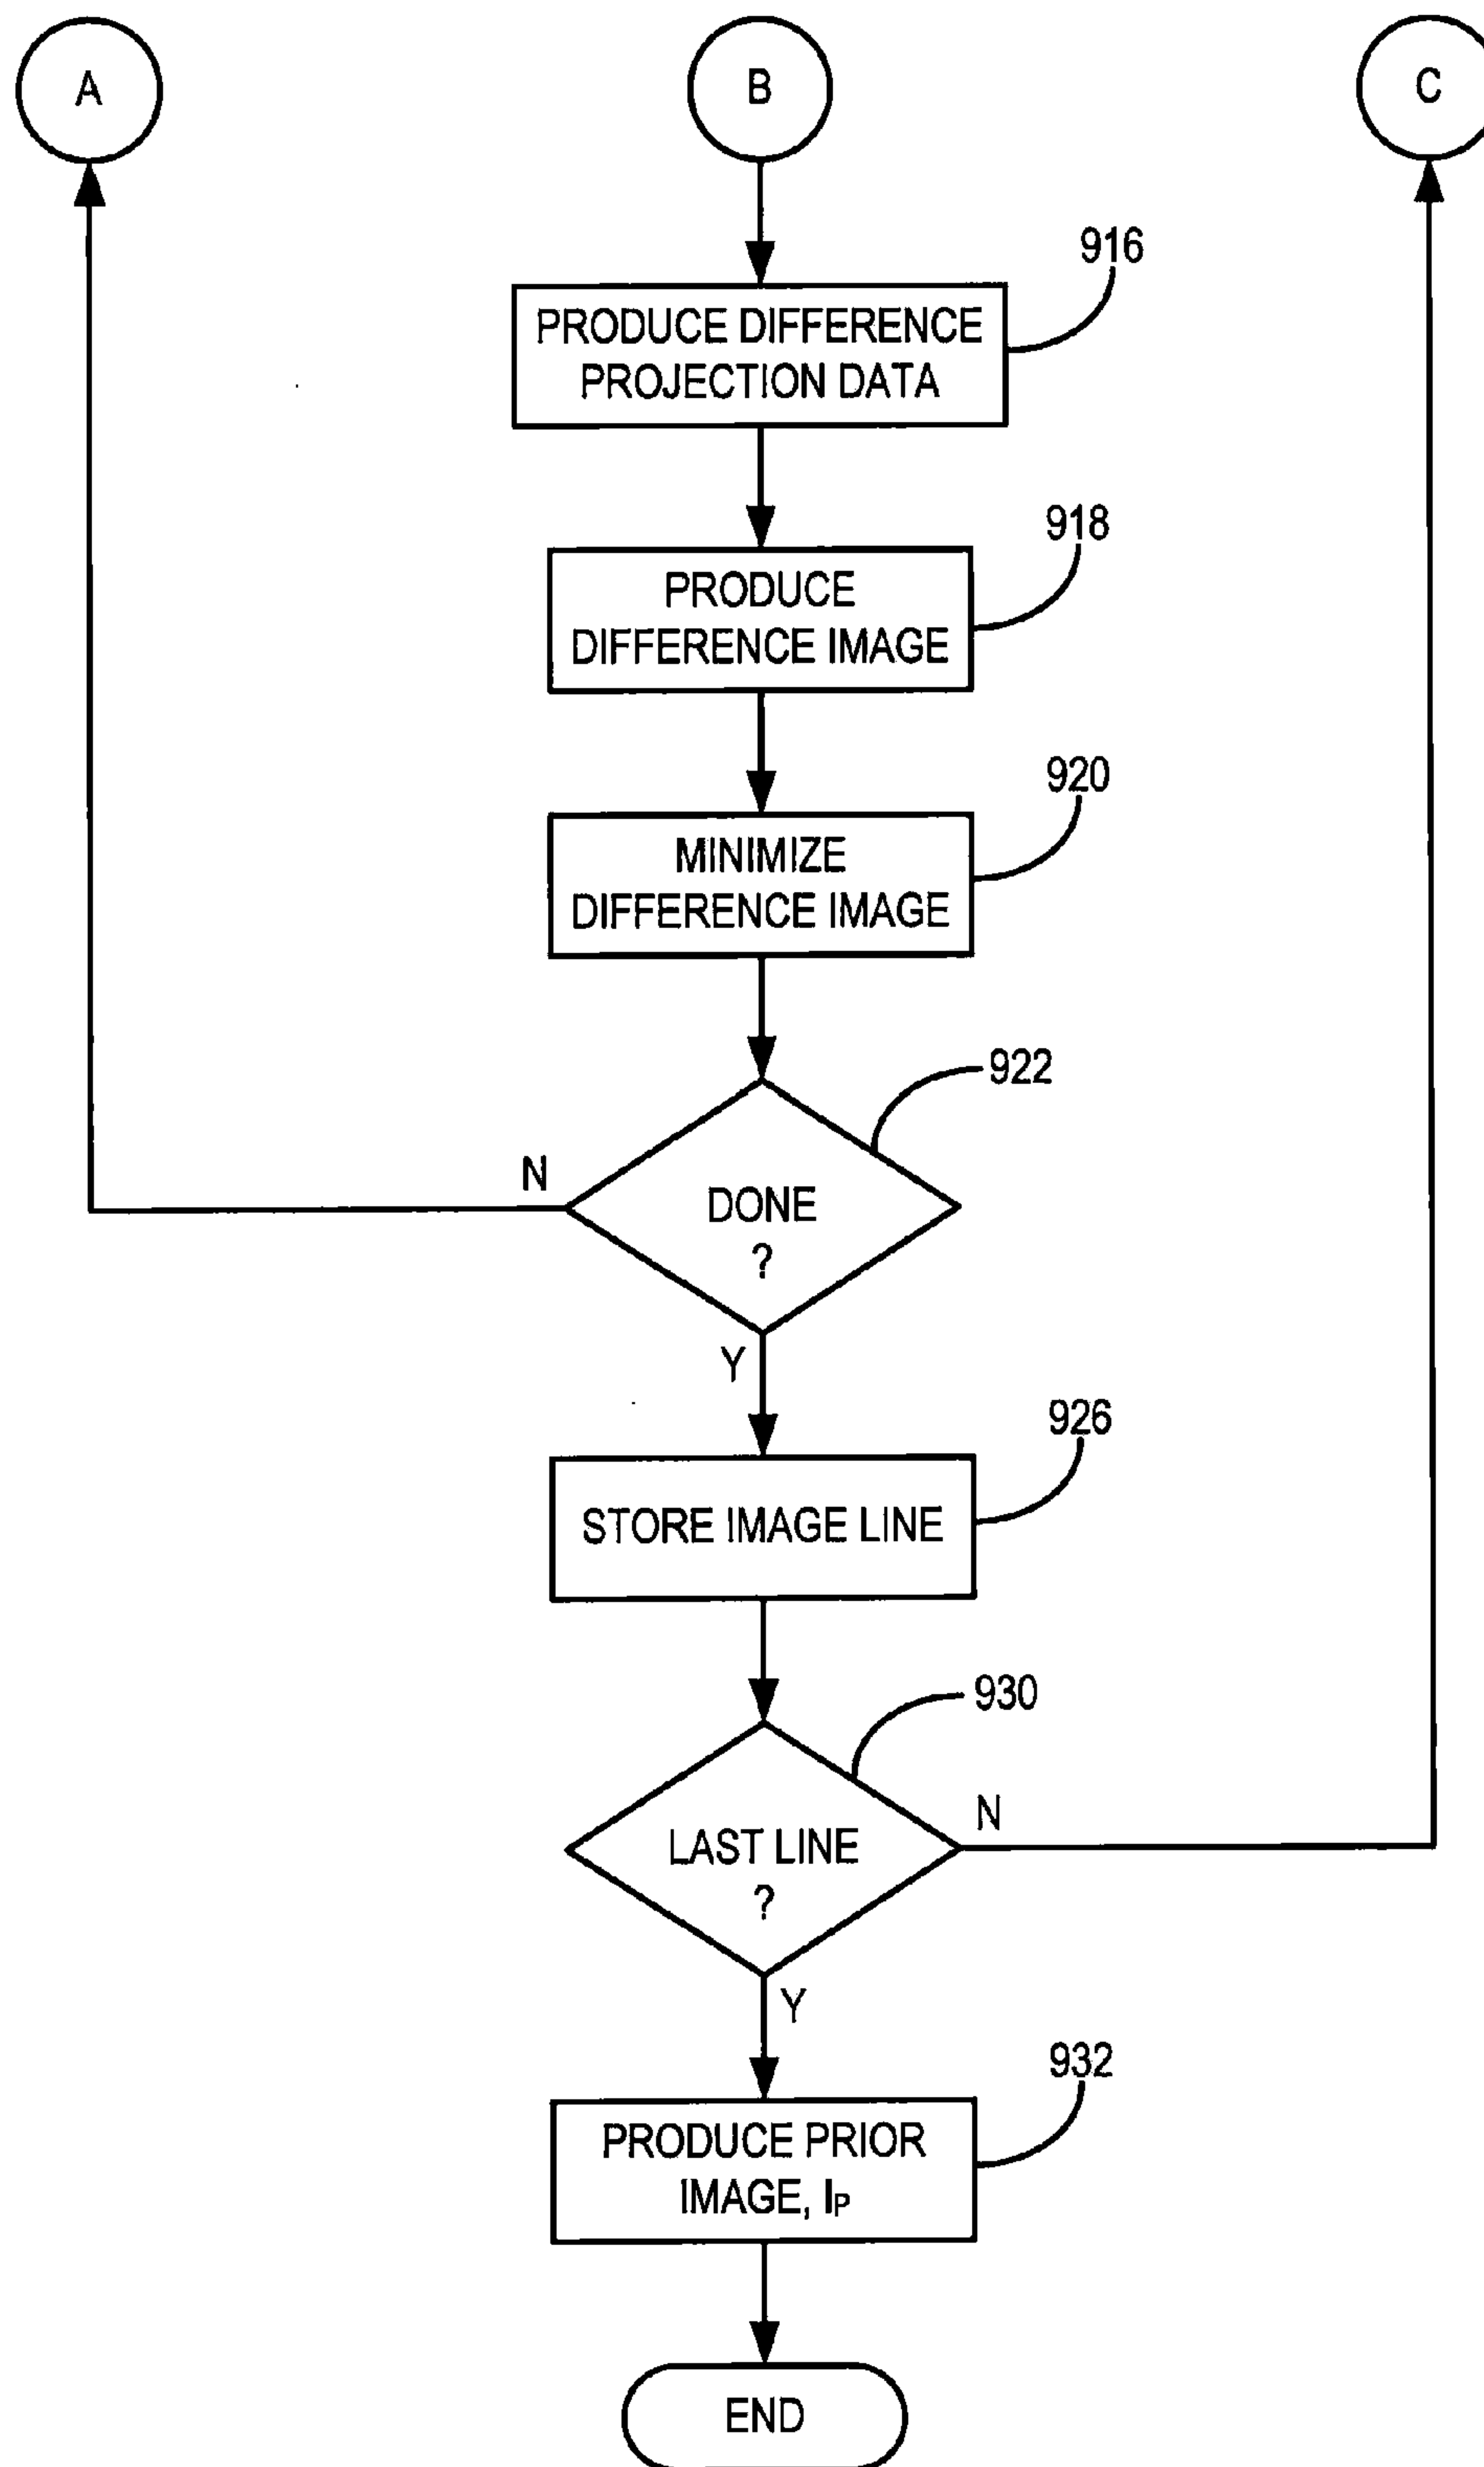 A
B
C
916
PRODUCE DIFFERENCE
PROJECTION DATA
918
PRODUCE
DIFFERENCE IMAGE
920
MINIMIZE
DIFFERENCE IMAGE
922
N
DONE
?
Y
926
STORE IMAGE LINE
930
N
LAST LINE
?
Y
932
PRODUCE PRIOR
IMAGE, IP
END